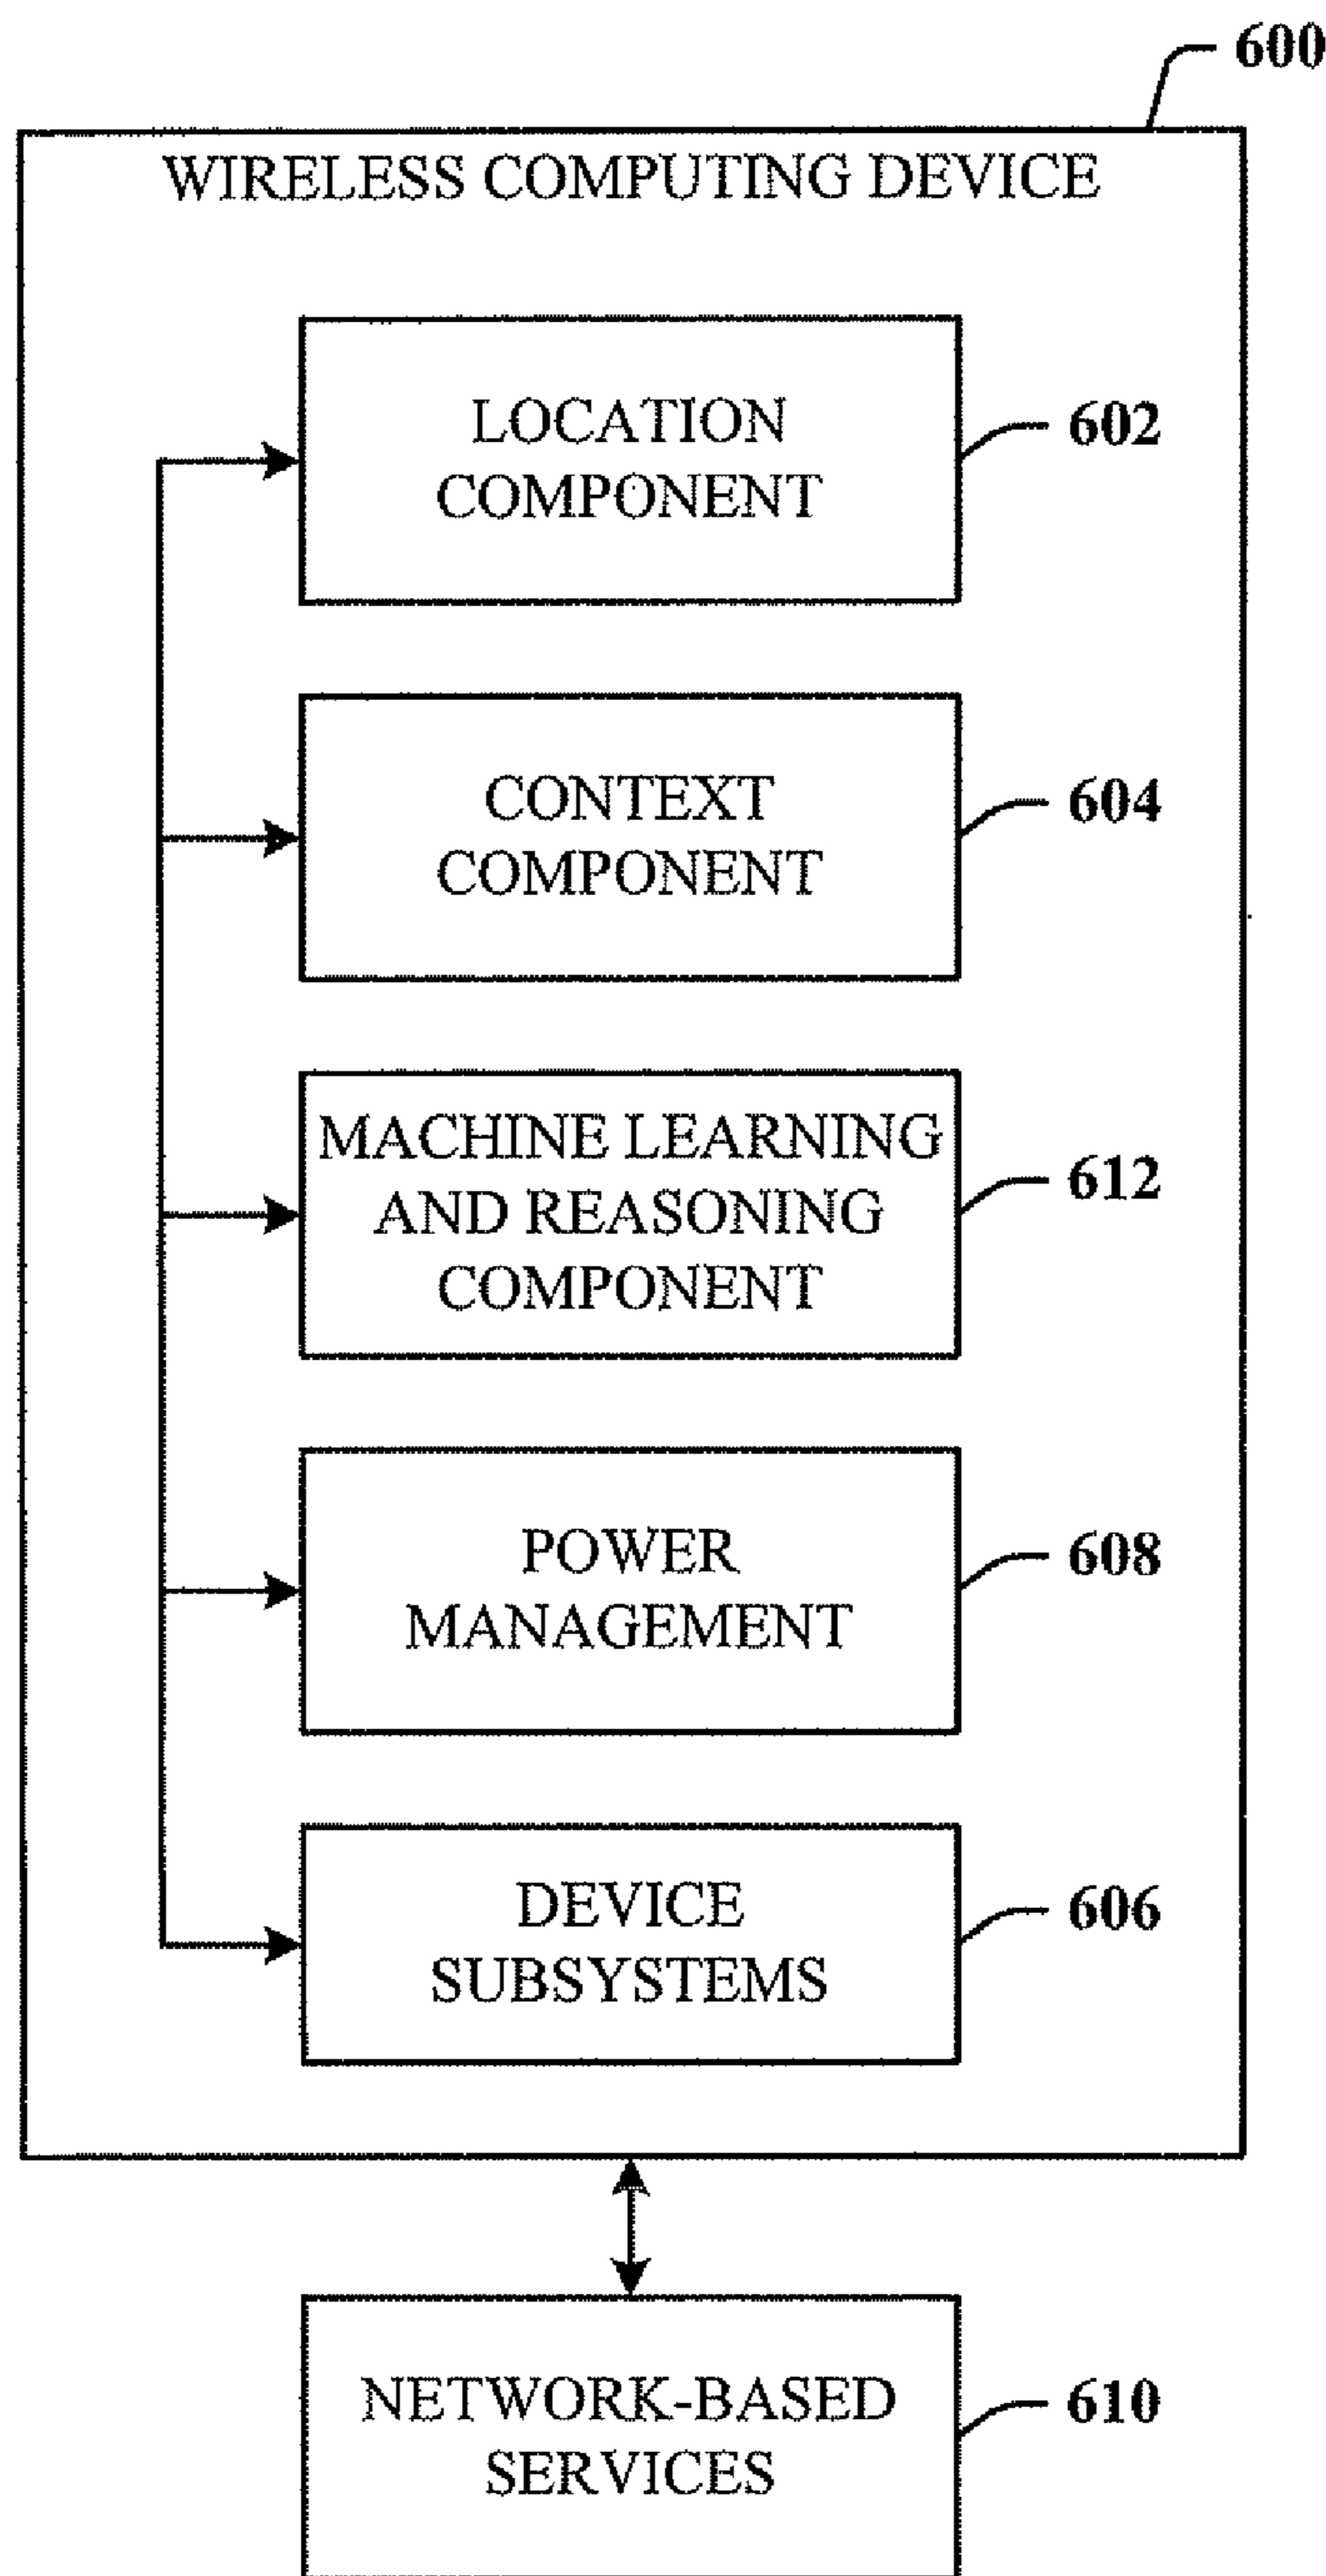 600
WIRELESS COMPUTING DEVICE
LOCATION
COMPONENT
602
CONTEXT
COMPONENT
604
MACHINE LEARNING
AND REASONING
COMPONENT
612
POWER
MANAGEMENT
608
DEVICE
SUBSYSTEMS
606
NETWORK-BASED
SERVICES
610